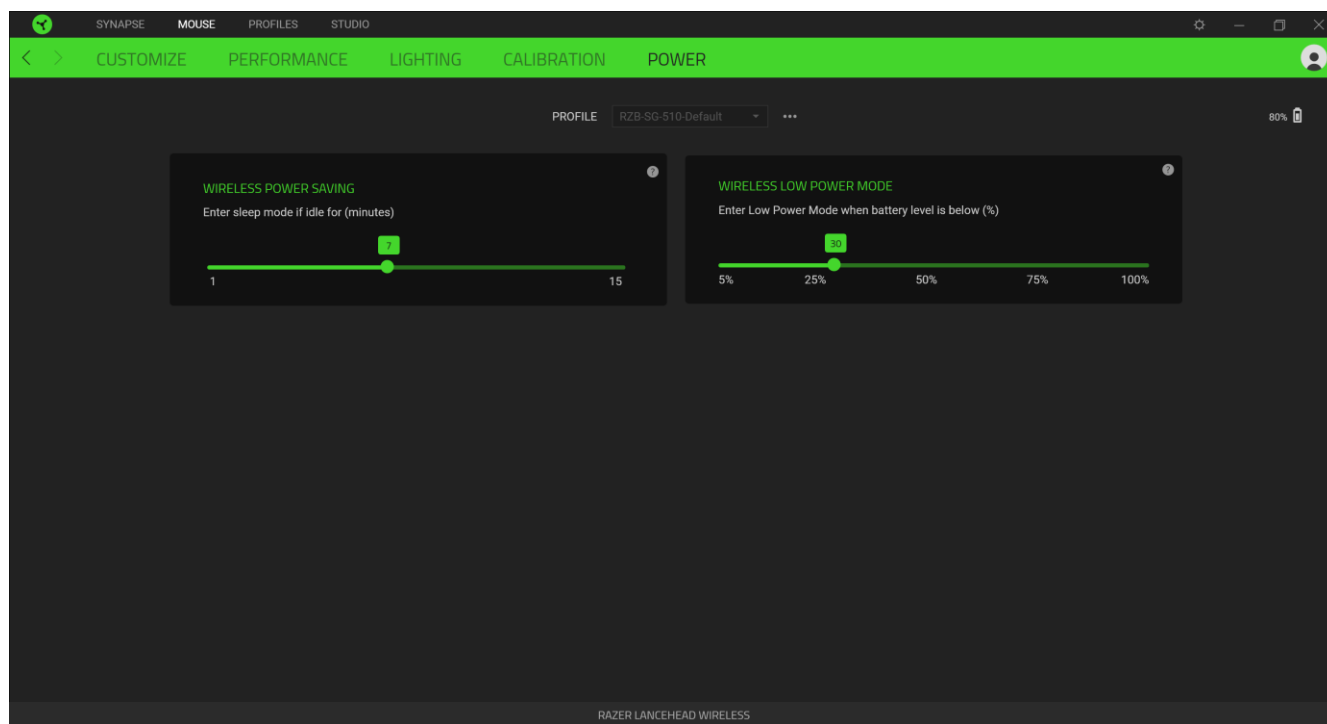 SYNAPSE MOUSE PROFILES STUDIO
CUSTOMIZE PERFORMANCE LIGHTING CALIBRATION POWER
PROFILE RZB-SG-510-Default ••• 80%
WIRELESS POWER SAVING
Enter sleep mode if idle for (minutes)
7
1 15
WIRELESS LOW POWER MODE
Enter Low Power Mode when battery level is below (%)
30
5% 25% 50% 75% 100%
RAZER LANCEHEAD WIRELESS